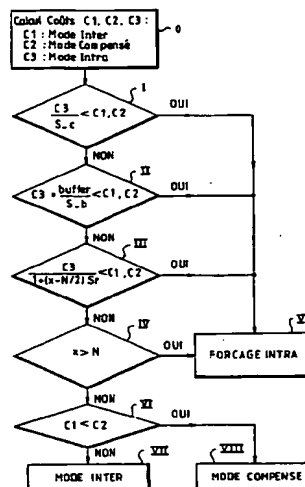 Calcul Coûts C1, C2, C3 :
C1 : Mode Inter
C2 : Mode Compensé
C3 : Mode Intra
0
I
C3
S_c
< C1, C2
OUI
NON
II
C3 + buffer
S_b
< C1, C2
OUI
NON
III
C3
1+(x-N/2) Sr
< C1, C2
OUI
NON
IV
x > N
OUI
V
FORCAGE INTRA
NON
VI
C1 < C2
OUI
NON
VII
MODE INTER
VIII
MODE COMPENSE